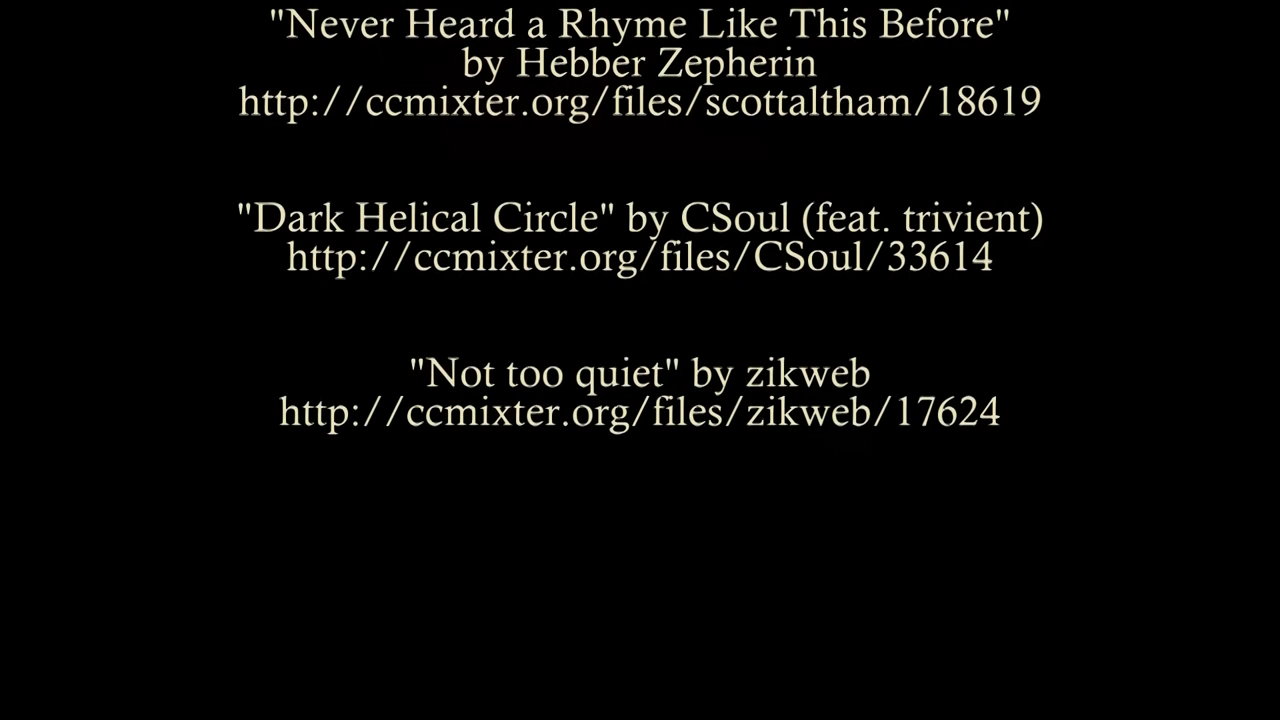 "Never Heard a Rhyme Like This Before"
by Hebber Zepherin
http://ccmixter.org/files/scottaltham/18619
"Dark Helical Circle" by CSoul (feat. trivient)
http://ccmixter.org/files/CSoul/33614
"Not too quiet" by zikweb
http://ccmixter.org/files/zikweb/17624